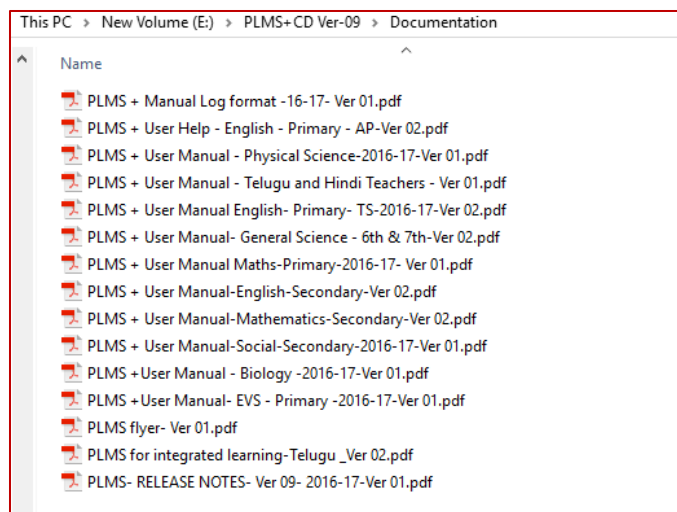 This PC > New Volume (E:) > PLMS+CD Ver-09 > Documentation
Name
PLMS + Manual Log format -16-17- Ver 01.pdf
PLMS + User Help - English - Primary - AP-Ver 02.pdf
PLMS + User Manual - Physical Science-2016-17-Ver 01.pdf
PLMS + User Manual - Telugu and Hindi Teachers - Ver 01.pdf
PLMS + User Manual English- Primary- TS-2016-17-Ver 02.pdf
PLMS + User Manual- General Science - 6th & 7th-Ver 02.pdf
PLMS + User Manual Maths-Primary-2016-17- Ver 01.pdf
PLMS + User Manual-English-Secondary-Ver 02.pdf
PLMS + User Manual-Mathematics-Secondary-Ver 02.pdf
PLMS + User Manual-Social-Secondary-2016-17-Ver 01.pdf
PLMS +User Manual - Biology -2016-17-Ver 01.pdf
PLMS +User Manual- EVS - Primary -2016-17-Ver 01.pdf
PLMS flyer- Ver 01.pdf
PLMS for integrated learning-Telugu _Ver 02.pdf
PLMS- RELEASE NOTES- Ver 09- 2016-17-Ver 01.pdf